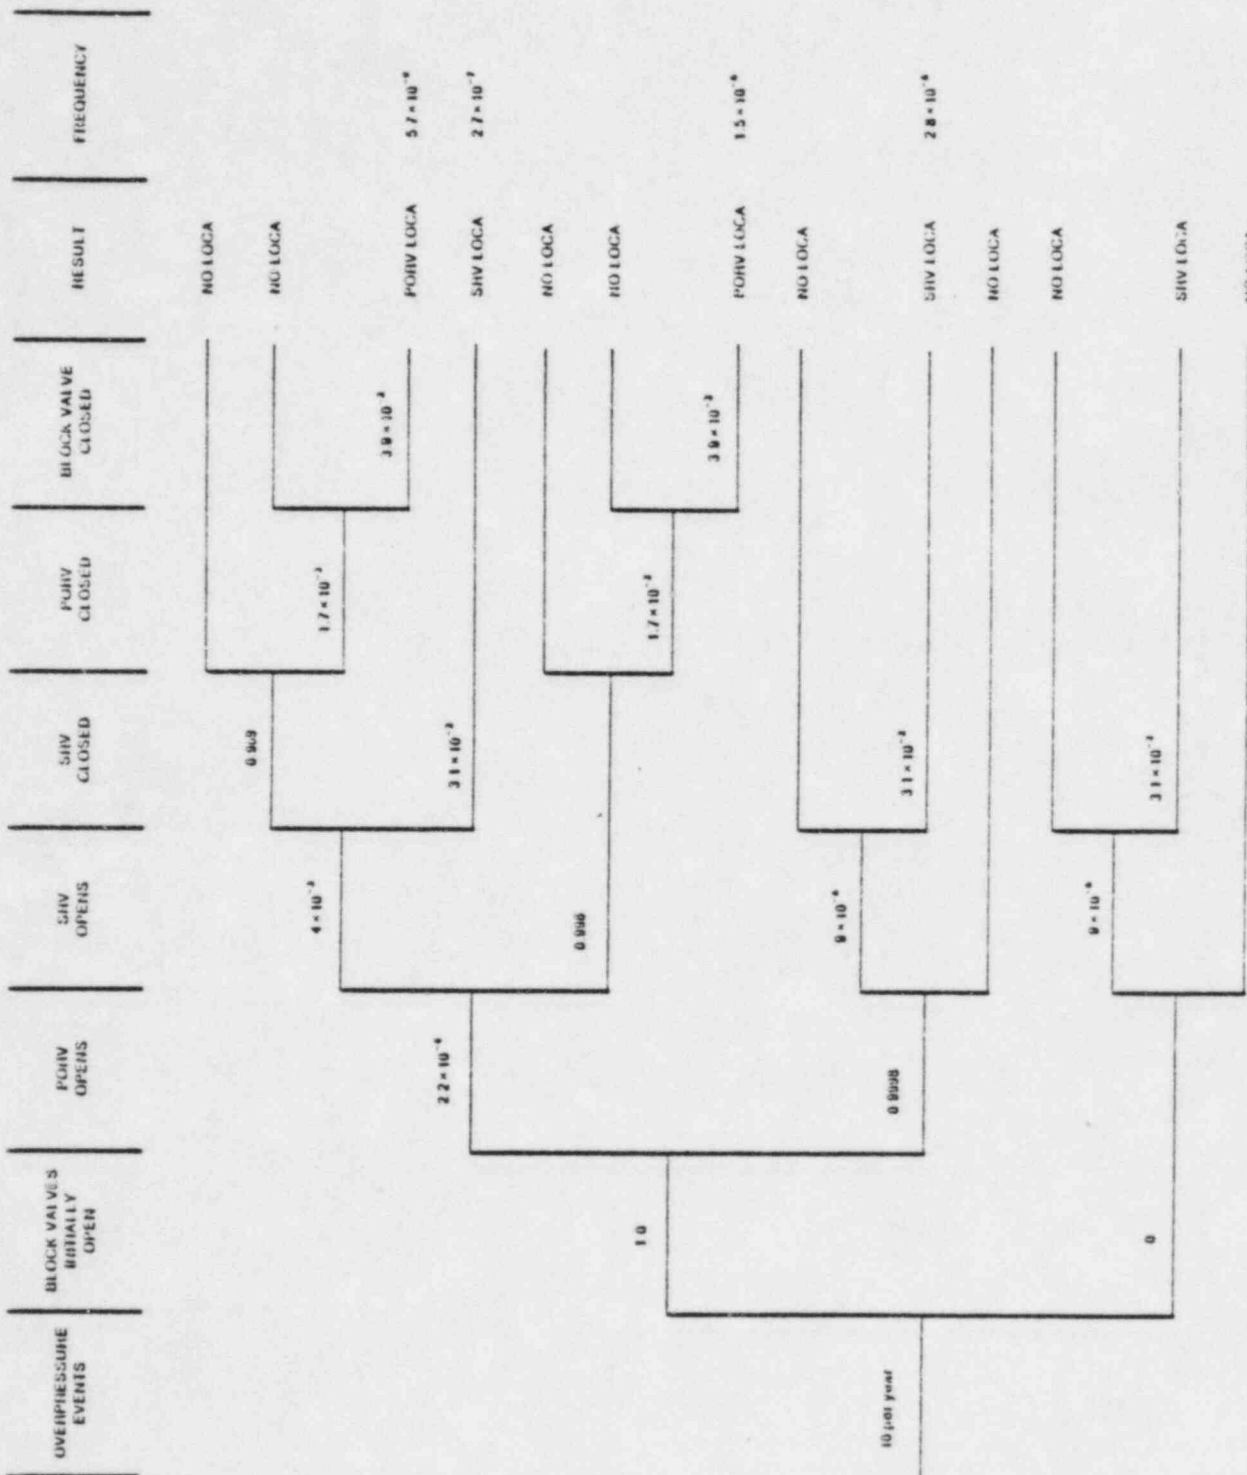 OVERPRESSURE
EVENTS
BLOCK VALVES
INITIALLY
OPEN
PORV
OPENS
SRV
OPENS
SRV
CLOSED
PORV
CLOSED
BLOCK VALVE
CLOSED
RESULT
FREQUENCY
NO LOCA
0.969
NO LOCA
4 × 10⁻³
1.7 × 10⁻²
3.9 × 10⁻²
PORV LOCA
5.7 × 10⁻⁹
2.2 × 10⁻⁴
3.1 × 10⁻²
SRV LOCA
2.7 × 10⁻⁷
NO LOCA
0.996
NO LOCA
1.0
1.7 × 10⁻²
3.9 × 10⁻²
PORV LOCA
1.5 × 10⁻⁶
NO LOCA
9 × 10⁻⁶
10 per year
0.9998
3.1 × 10⁻²
SRV LOCA
2.8 × 10⁻⁶
NO LOCA
NO LOCA
9 × 10⁻⁶
0
3.1 × 10⁻²
SRV LOCA